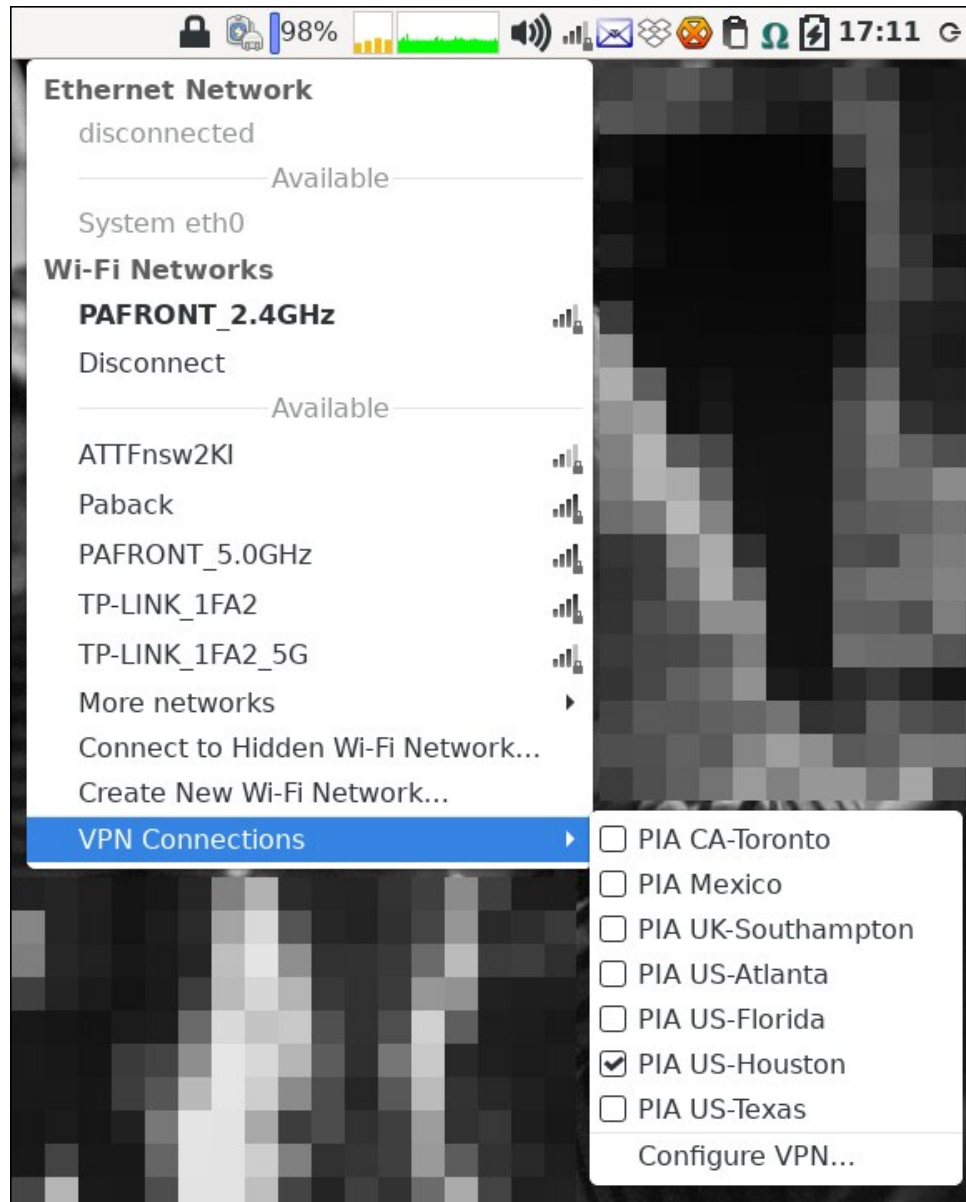 98%
17:11
Ethernet Network
disconnected
Available
System eth0
Wi-Fi Networks
PAFRONT_2.4GHz
Disconnect
Available
ATTFnsw2KI
Paback
PAFRONT_5.0GHz
TP-LINK_1FA2
TP-LINK_1FA2_5G
More networks
Connect to Hidden Wi-Fi Network...
Create New Wi-Fi Network...
VPN Connections
PIA CA-Toronto
PIA Mexico
PIA UK-Southampton
PIA US-Atlanta
PIA US-Florida
PIA US-Houston
PIA US-Texas
Configure VPN...